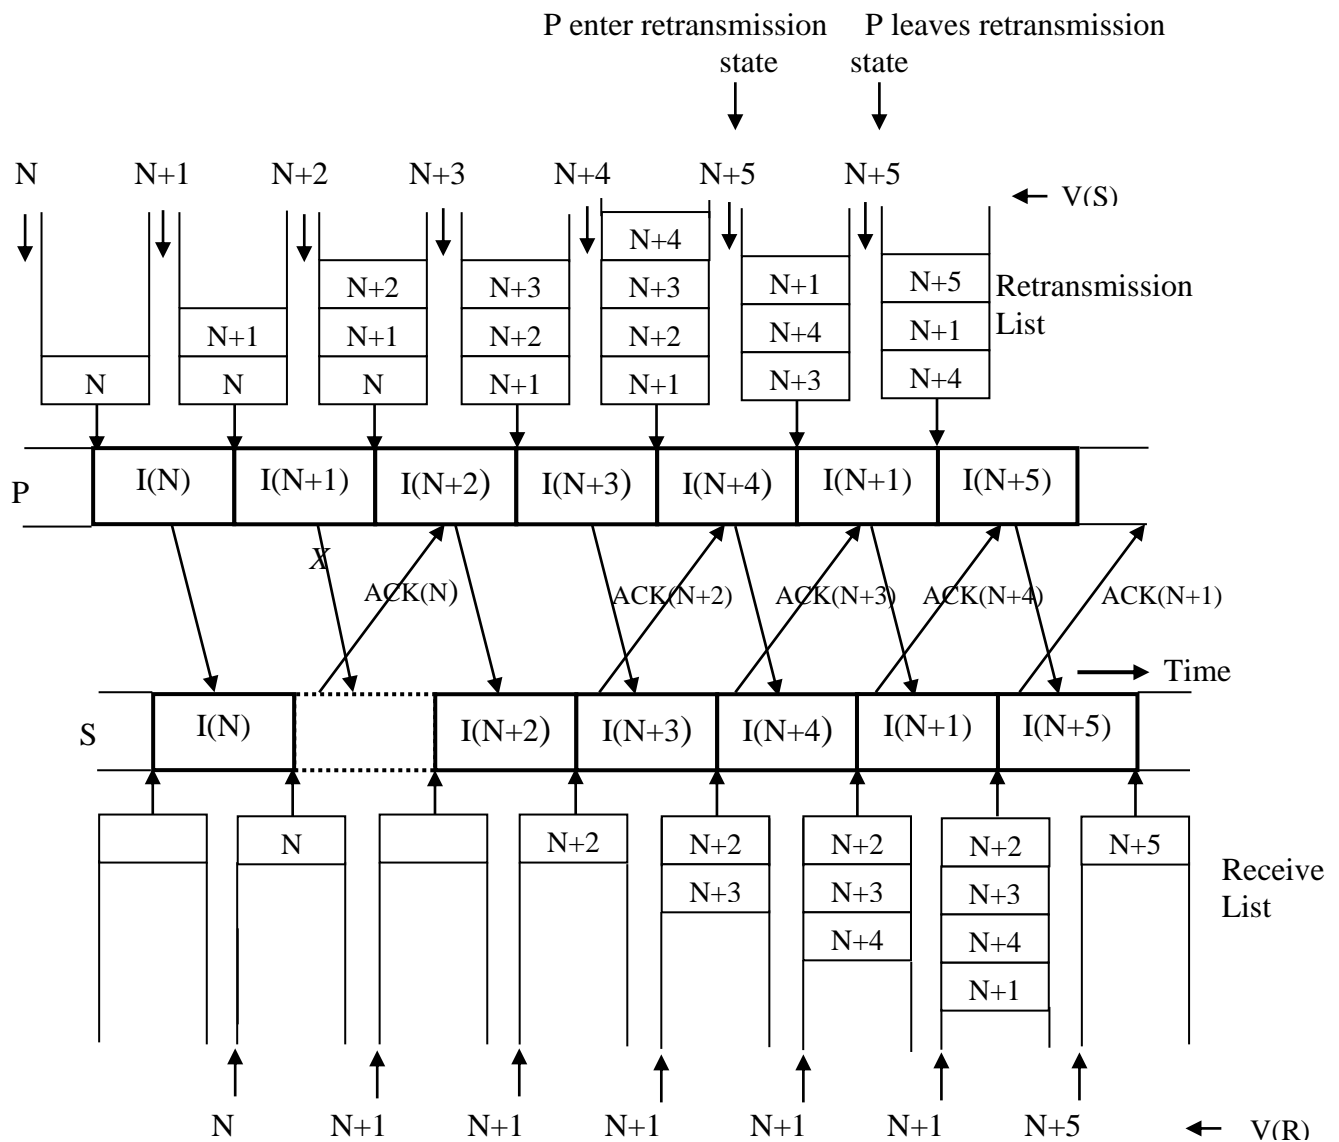 P enter retransmission state
P leaves retransmission state
N N+1 N+2 N+3 N+4 N+5 N+5
V(S)
N+4
N+2 N+3 N+3 N+1 N+5
Retransmission
List
N+1 N+1 N+2 N+2 N+4 N+1
N N N N+1 N+1 N+3 N+4
P I(N) I(N+1) I(N+2) I(N+3) I(N+4) I(N+1) I(N+5)
X
ACK(N) ACK(N+2) ACK(N+3) ACK(N+4) ACK(N+1)
Time
S I(N) I(N+2) I(N+3) I(N+4) I(N+1) I(N+5)
N N+2 N+2 N+2 N+2 N+5
N+3 N+3 N+3
Receive
List
N+4 N+4
N+1
N N+1 N+1 N+1 N+1 N+1 N+5
V(R)